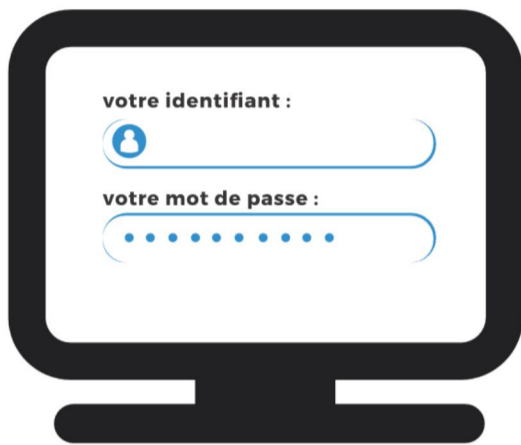 votre identifiant :
votre mot de passe :